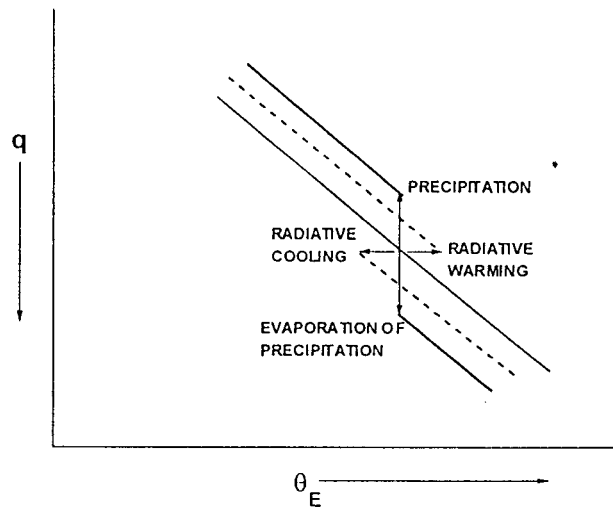 q
PRECIPITATION
RADIATIVE
COOLING
RADIATIVE
WARMING
EVAPORATION OF
PRECIPITATION
θE